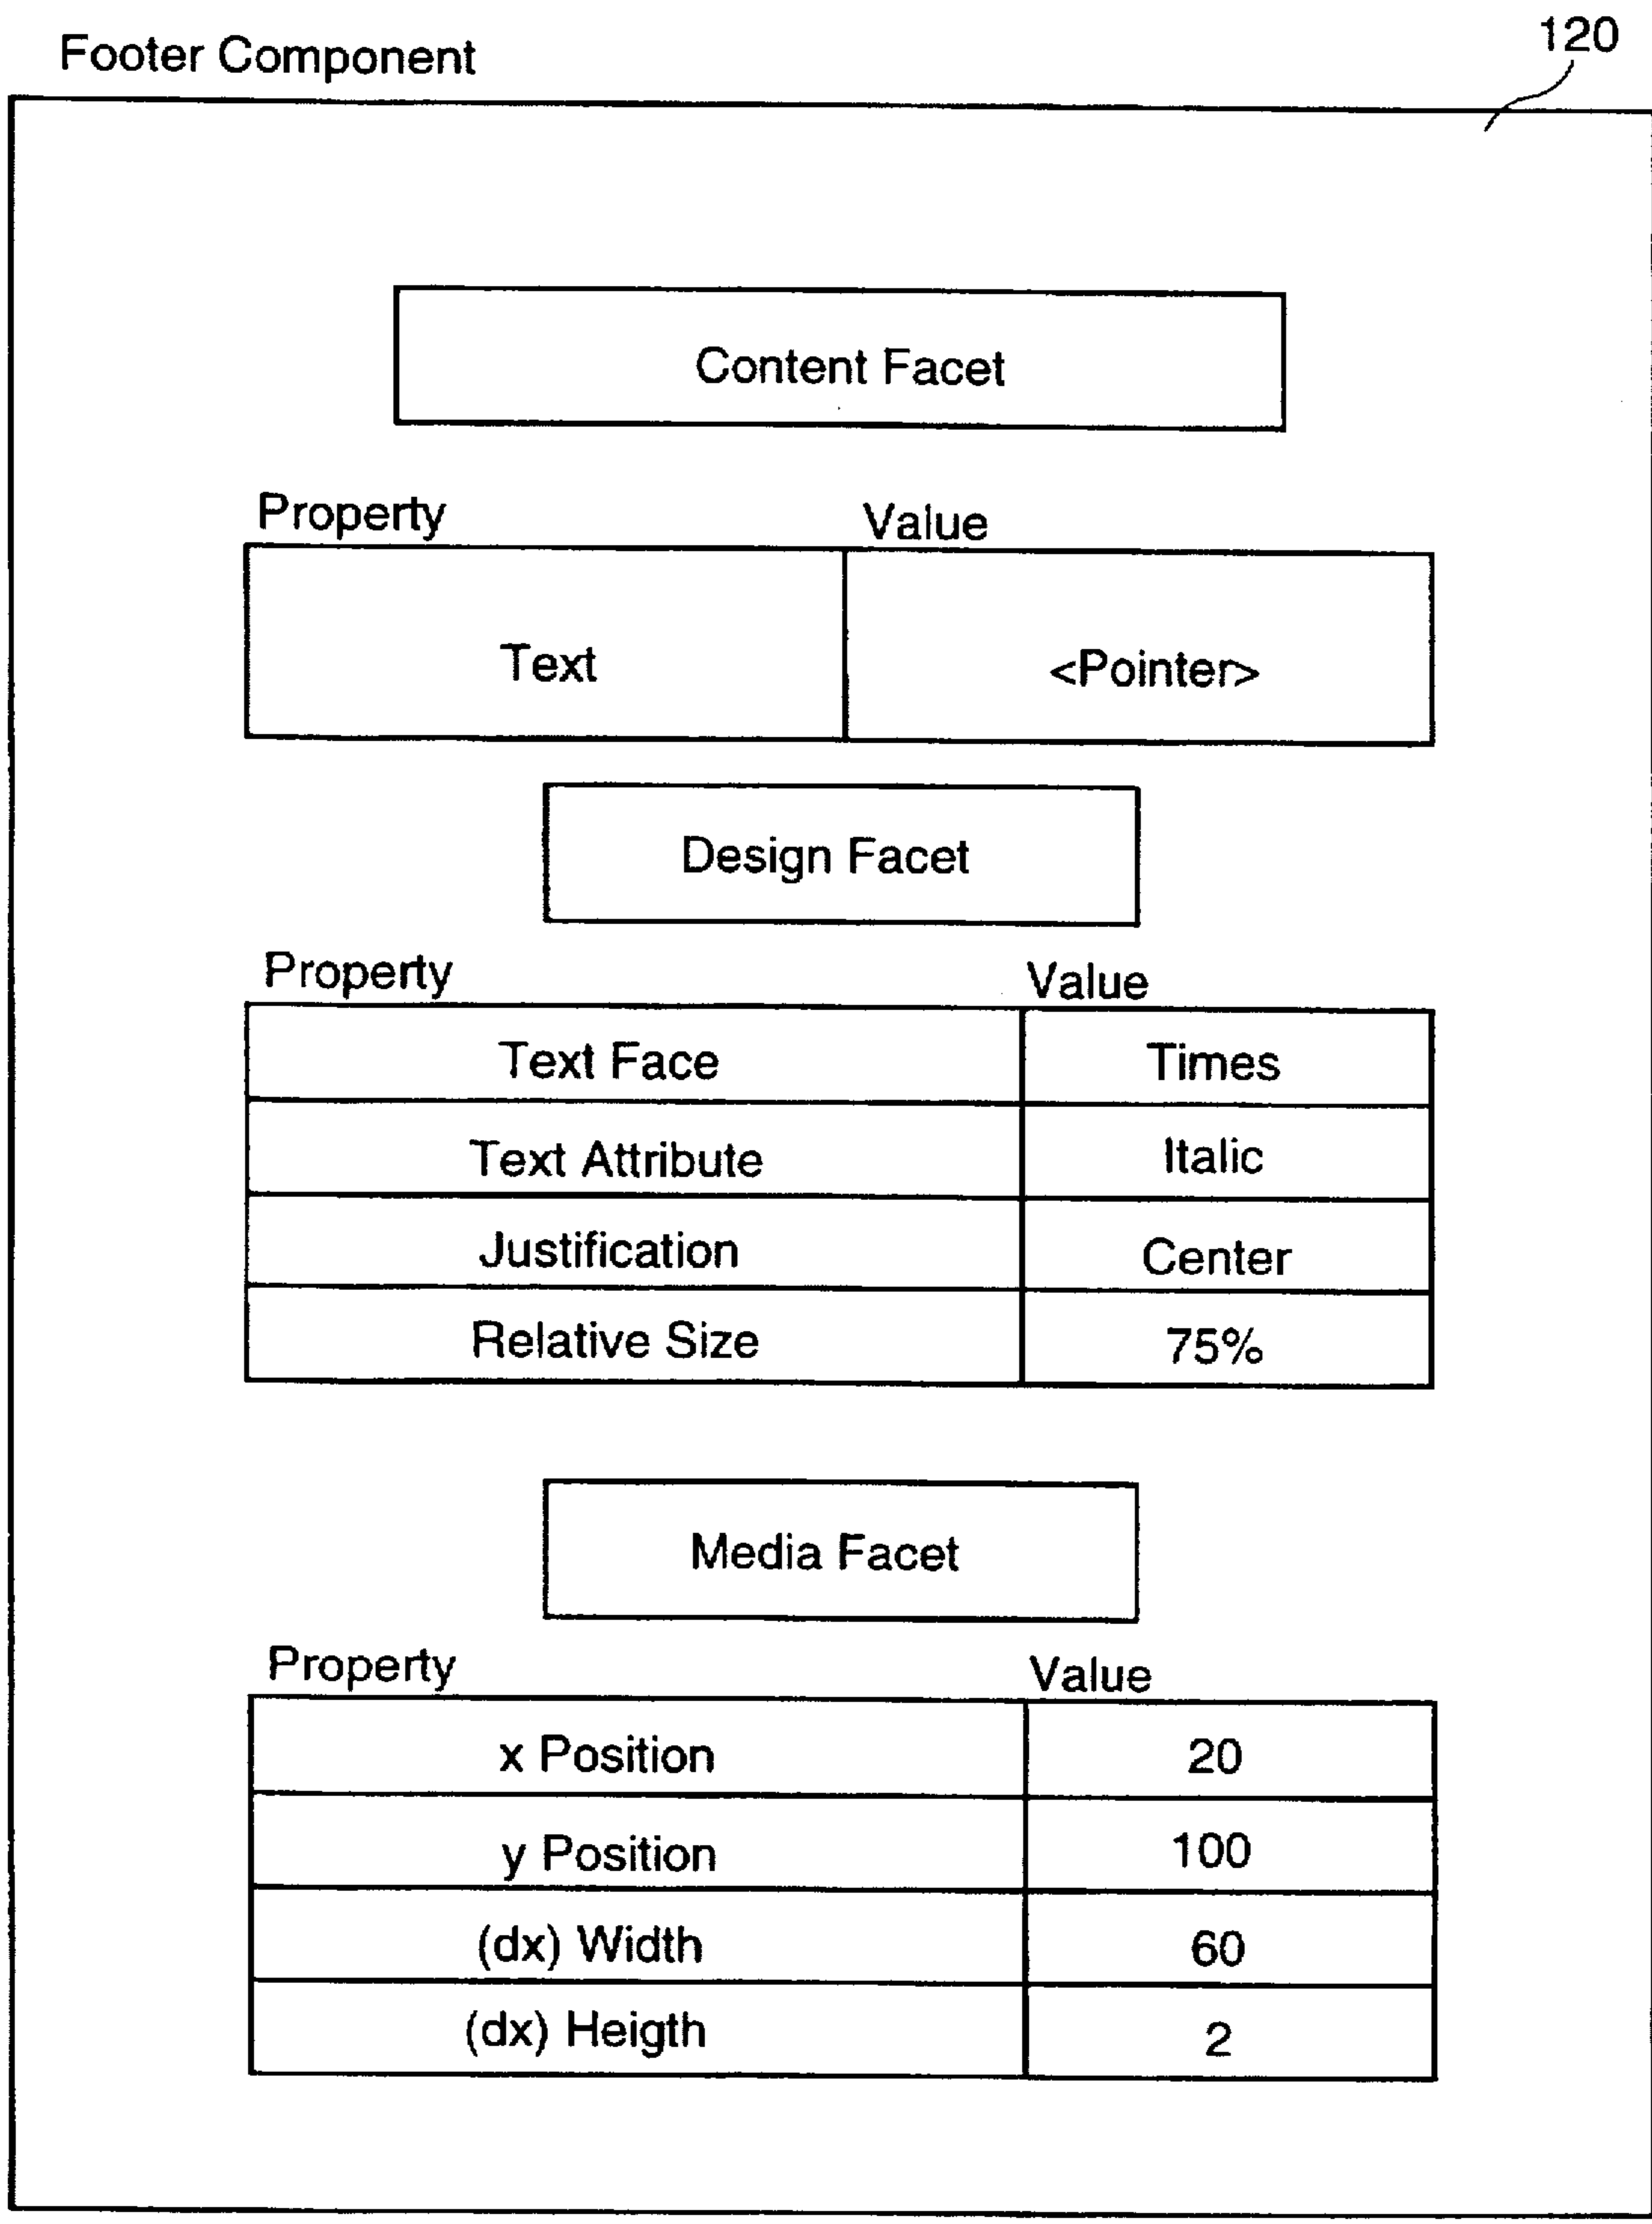 120
Footer Component
Content Facet
Property Value
Text <Pointer>
Design Facet
Property Value
Text Face Times
Text Attribute Italic
Justification Center
Relative Size 75%
Media Facet
Property Value
x Position 20
y Position 100
(dx) Width 60
(dx) Heigth 2